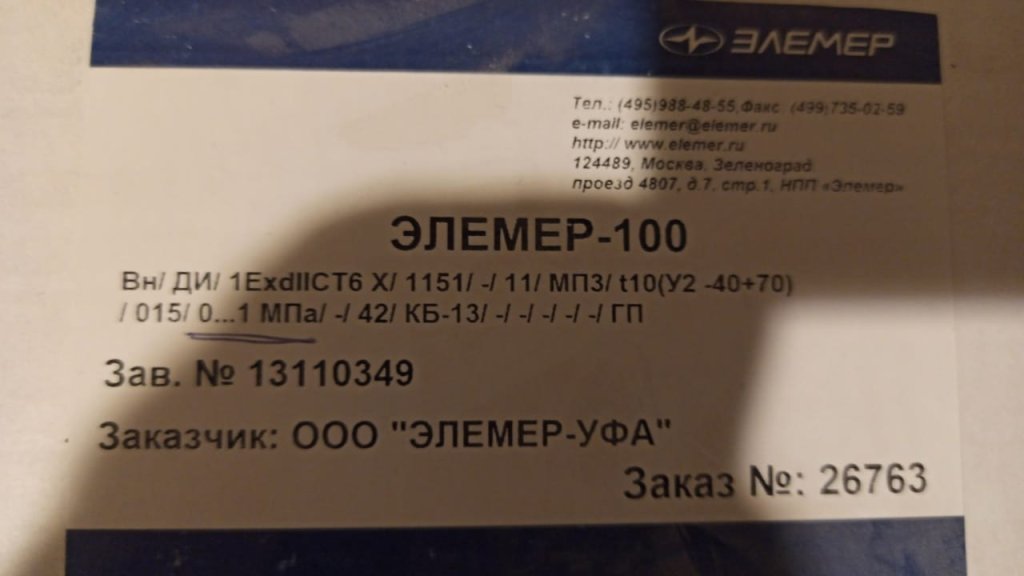 ЭЛЕМЕР
Тел.: (495)988-48-55,Факс: (499)735-02-59
e-mail: elemer@elemer.ru
http:// www.elemer.ru
124489, Москва, Зеленоград
проезд 4807, д.7, стр.1, НПП «Элемер»
ЭЛЕМЕР-100
Вн/ ДИ/ 1ExdIICT6 X/ 1151/ -/ 11/ МП3/ t10(У2 -40+70)
/ 015/ 0...1 МПа/ -/ 42/ КБ-13/ -/ -/ -/ -/ -/ ГП
Зав. № 13110349
Заказчик: ООО "ЭЛЕМЕР-УФА"
Заказ №: 26763